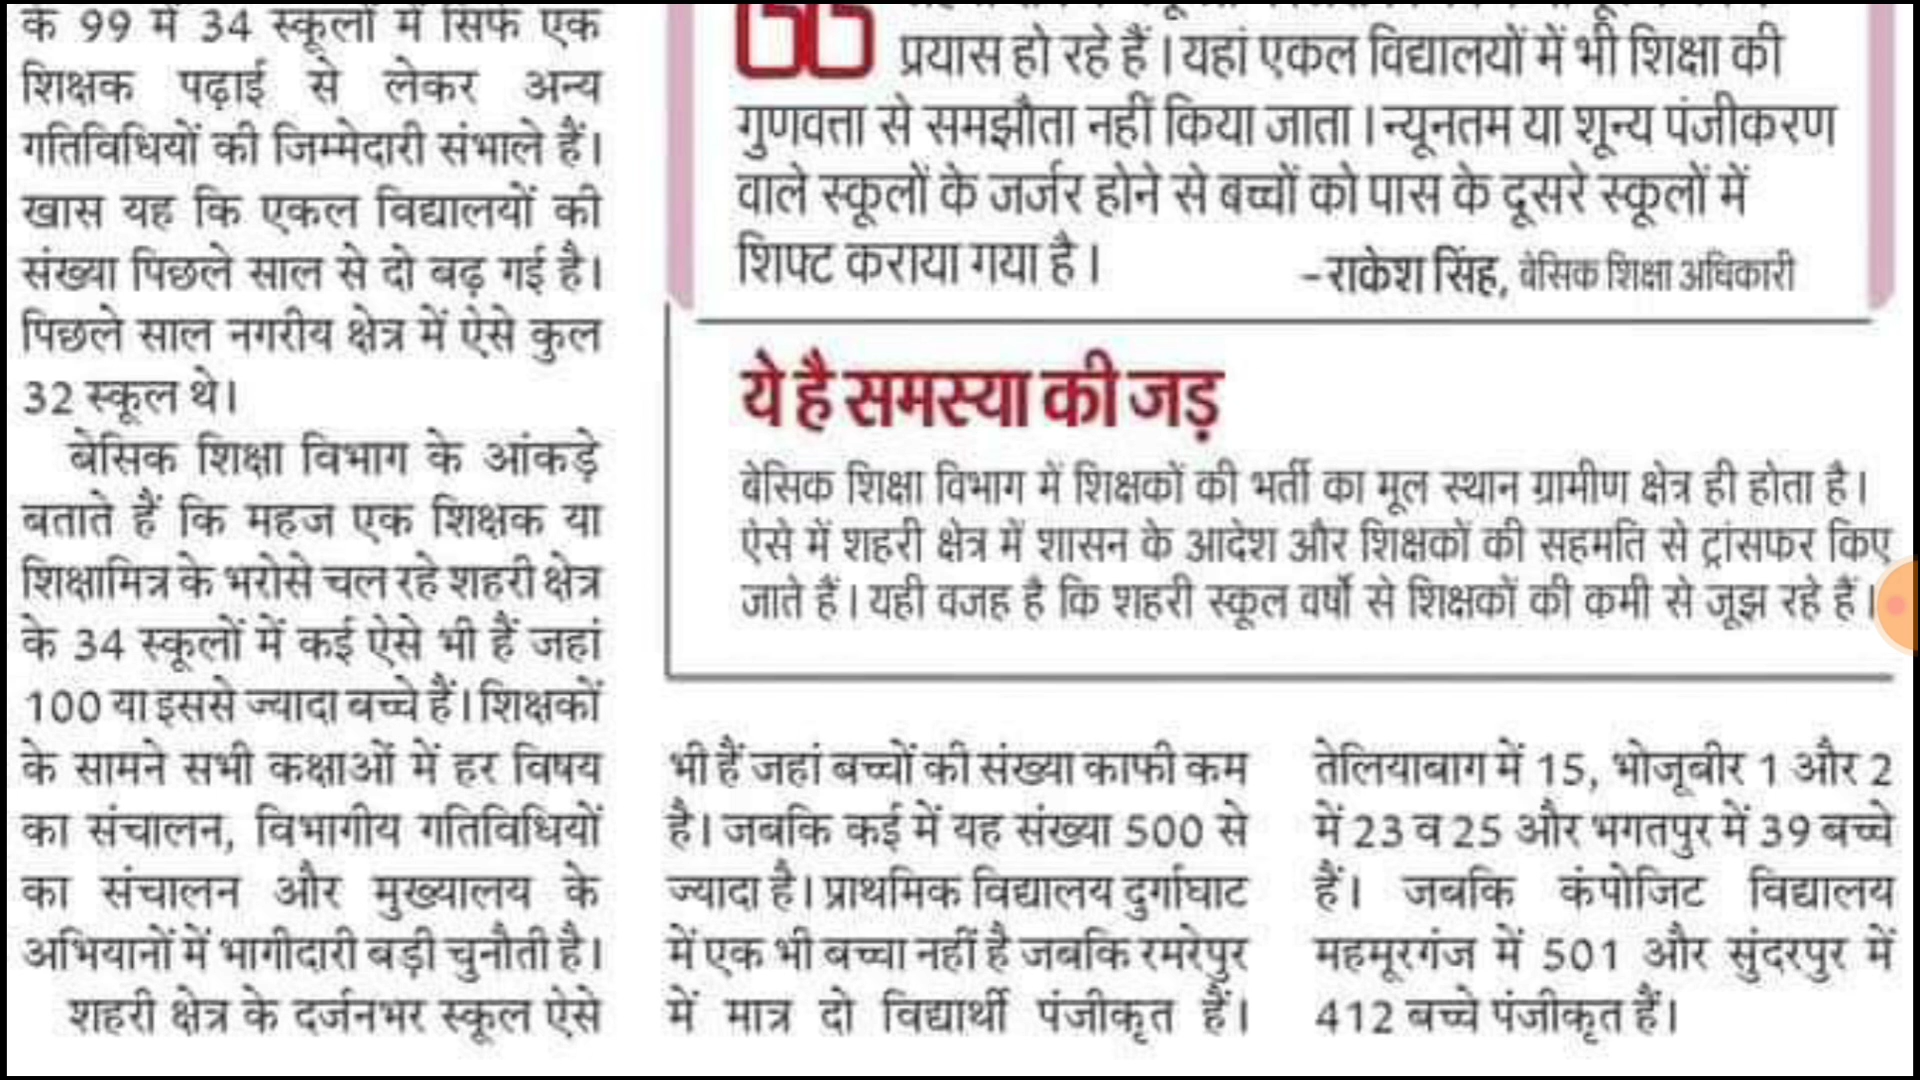 के 99 में 34 स्कूलों में सिर्फ एक
शिक्षक पढ़ाई से लेकर अन्य
गतिविधियों की जिम्मेदारी संभाले हैं।
खास यह कि एकल विद्यालयों की
संख्या पिछले साल से दो बढ़ गई है।
पिछले साल नगरीय क्षेत्र में ऐसे कुल
32 स्कूल थे।
बेसिक शिक्षा विभाग के आंकड़े
बताते हैं कि महज एक शिक्षक या
शिक्षामित्र के भरोसे चल रहे शहरी क्षेत्र
के 34 स्कूलों में कई ऐसे भी हैं जहां
100 या इससे ज्यादा बच्चे हैं। शिक्षकों
के सामने सभी कक्षाओं में हर विषय
का संचालन, विभागीय गतिविधियों
का संचालन और मुख्यालय के
अभियानों में भागीदारी बड़ी चुनौती है।
शहरी क्षेत्र के दर्जनभर स्कूल ऐसे
प्रयास हो रहे हैं। यहां एकल विद्यालयों में भी शिक्षा की
गुणवत्ता से समझौता नहीं किया जाता। न्यूनतम या शून्य पंजीकरण
वाले स्कूलों के जर्जर होने से बच्चों को पास के दूसरे स्कूलों में
शिफ्ट कराया गया है।
-राकेश सिंह, बेसिक शिक्षा अधिकारी
ये है समस्या की जड़
बेसिक शिक्षा विभाग में शिक्षकों की भर्ती का मूल स्थान ग्रामीण क्षेत्र ही होता है।
ऐसे में शहरी क्षेत्र में शासन के आदेश और शिक्षकों की सहमति से ट्रांसफर किए
जाते हैं। यही वजह है कि शहरी स्कूल वर्षों से शिक्षकों की कमी से जूझ रहे हैं।
भी हैं जहां बच्चों की संख्या काफी कम
है। जबकि कई में यह संख्या 500 से
ज्यादा है। प्राथमिक विद्यालय दुर्गाघाट
में एक भी बच्चा नहीं है जबकि रमरेपुर
में मात्र दो विद्यार्थी पंजीकृत हैं।
तेलियाबाग में 15, भोजूबीर 1 और 2
में 23 व 25 और भगतपुर में 39 बच्चे
हैं। जबकि कंपोजिट विद्यालय
महमूरगंज में 501 और सुंदरपुर में
412 बच्चे पंजीकृत हैं।